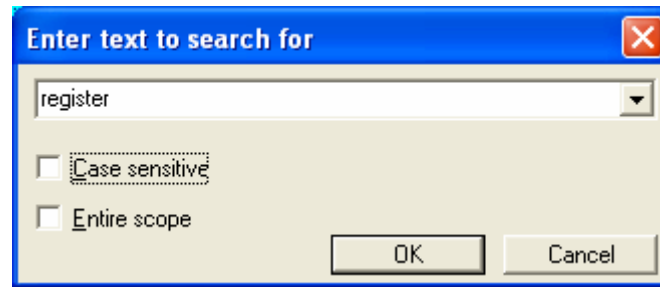 Enter text to search for
register
Case sensitive
Entire scope
OK Cancel